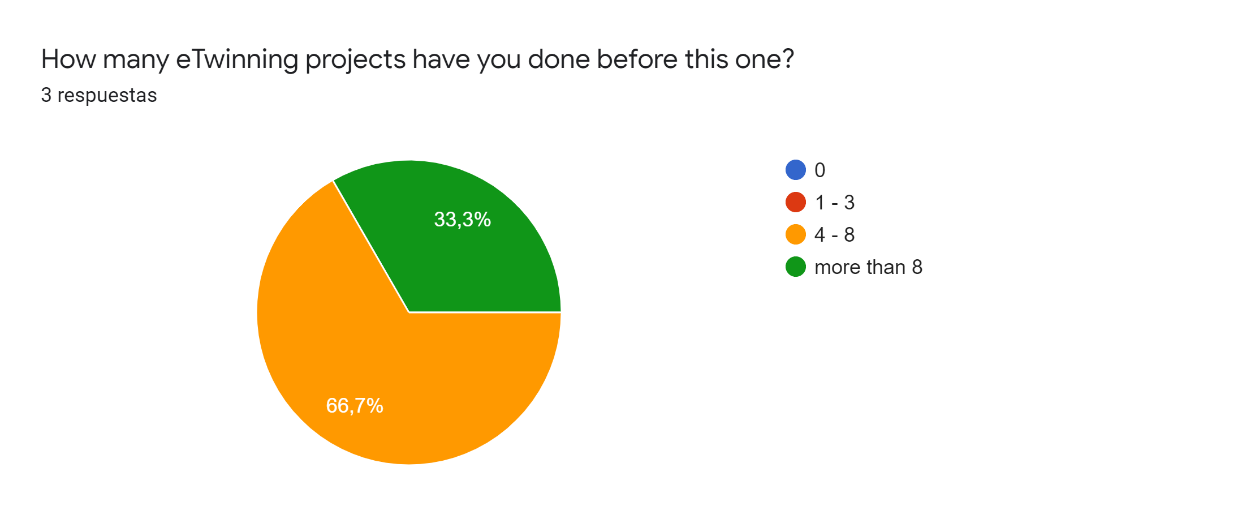 How many eTwinning projects have you done before this one?
3 respuestas
0
1 - 3
4 - 8
more than 8
33,3%
66,7%